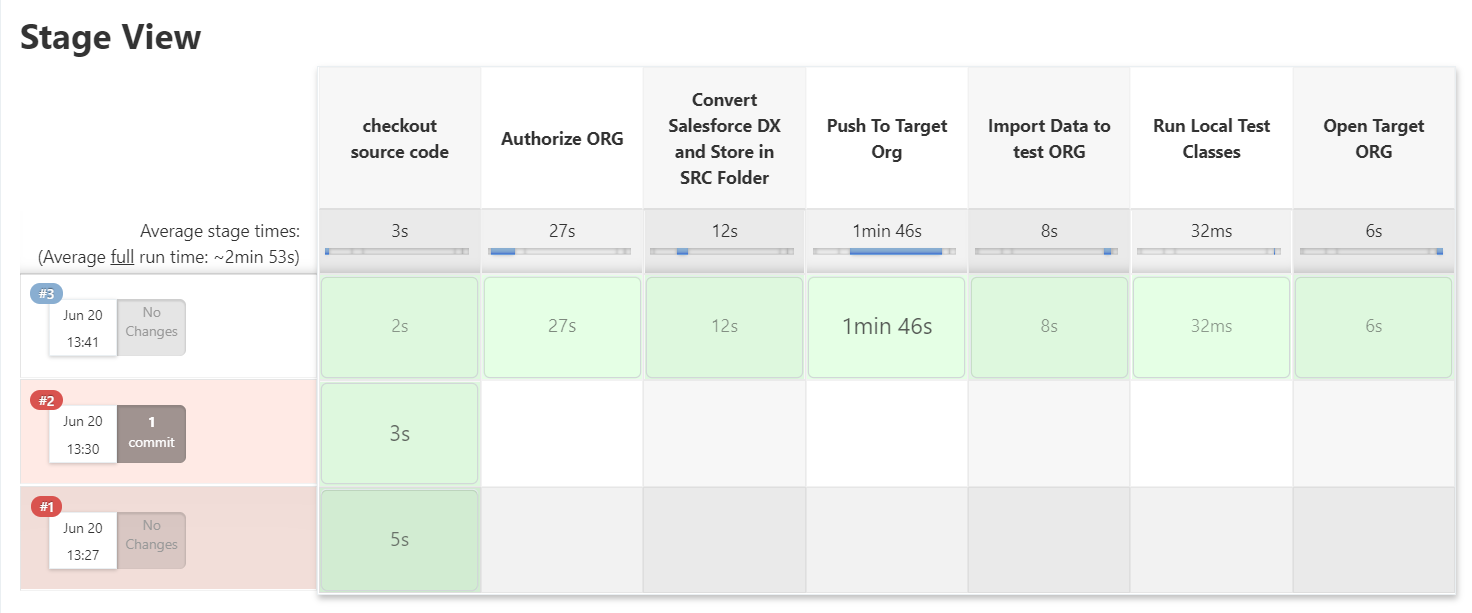 Stage View
checkout
source code
Authorize ORG
Convert
Salesforce DX
and Store in
SRC Folder
Push To Target
Org
Import Data to
test ORG
Run Local Test
Classes
Open Target
ORG
Average stage times:
(Average full run time: ~2min 53s)
3s
27s
12s
1min 46s
8s
32ms
6s
#3
Jun 20
13:41
No
Changes
2s
27s
12s
1min 46s
8s
32ms
6s
#2
Jun 20
13:30
1
commit
3s
#1
Jun 20
13:27
No
Changes
5s